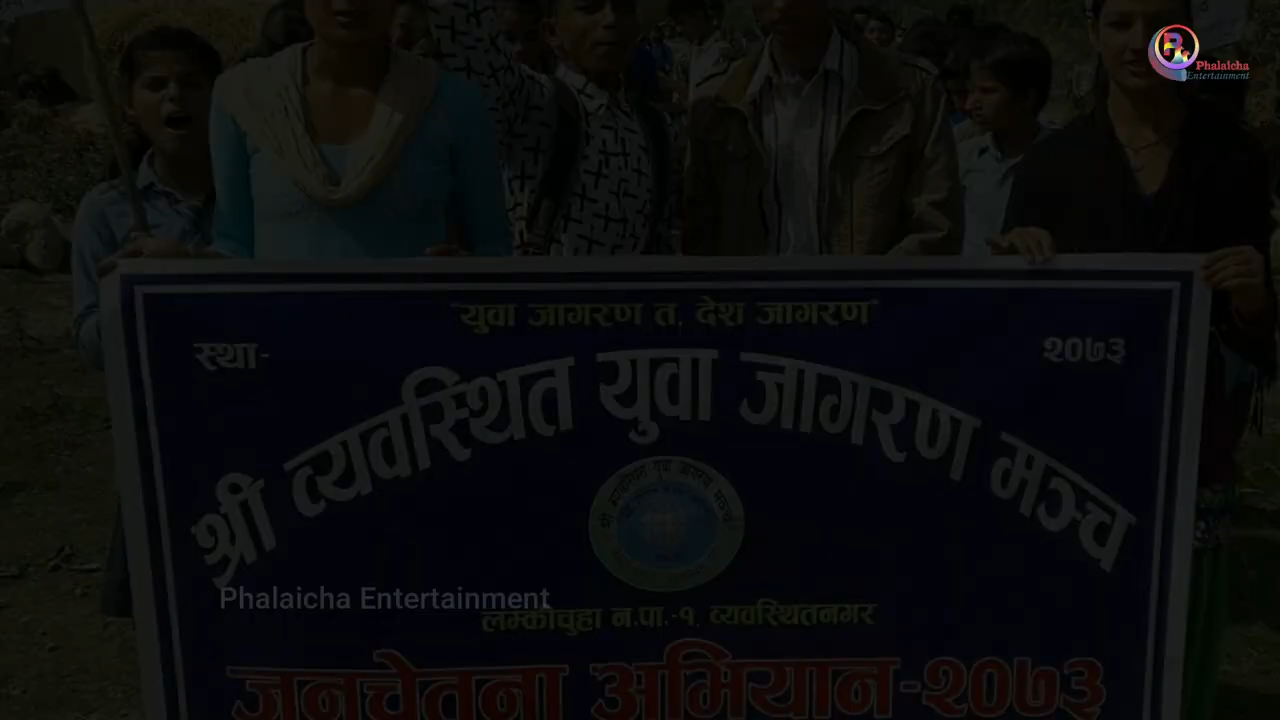 Phalaicha
Entertainment
"युवा जागरण त, देश जागरण"
स्था-
२०७३
श्री व्यवस्थित युवा जागरण मञ्च
Phalaicha Entertainment
लम्कीचुहा न.पा.-१, व्यवस्थितनगर
जनचेतना अभियान-२०७३